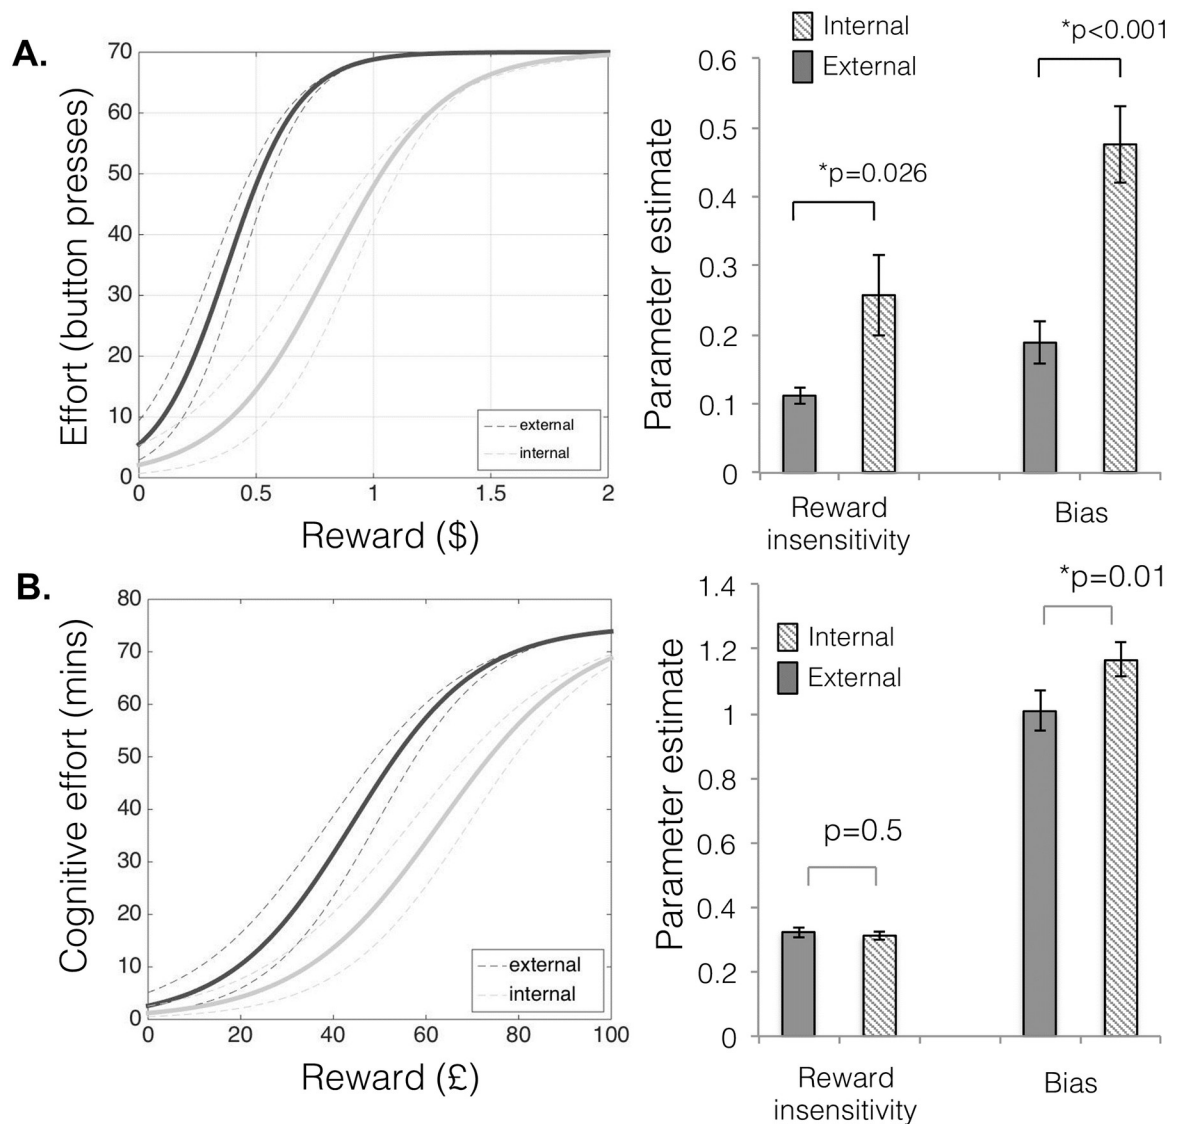 A.
70
60
50
40
30
20
10
0
Effort (button presses)
0 0.5 1 1.5 2
Reward ($)
external
internal
Internal
External
*p<0.001
*p=0.026
0.6
0.5
0.4
0.3
0.2
0.1
0
Parameter estimate
Reward
insensitivity
Bias
B.
80
70
60
50
40
30
20
10
0
Cognitive effort (mins)
0 20 40 60 80 100
Reward (£)
external
internal
*p=0.01
Internal
External
p=0.5
1.4
1.2
1
0.8
0.6
0.4
0.2
0
Parameter estimate
Reward
insensitivity
Bias